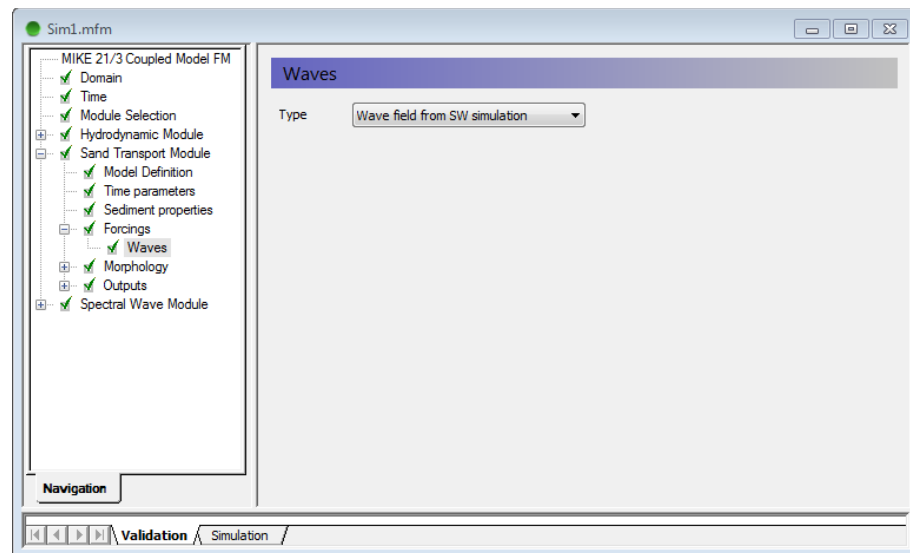 Sim1.mfm
MIKE 21/3 Coupled Model FM
Domain
Time
Module Selection
Hydrodynamic Module
Sand Transport Module
Model Definition
Time parameters
Sediment properties
Forcings
Waves
Morphology
Outputs
Spectral Wave Module
Navigation
Waves
Type Wave field from SW simulation
Validation Simulation